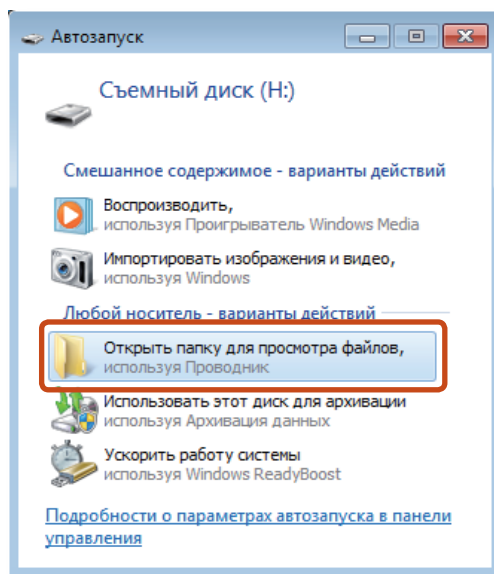 Автозапуск
Съемный диск (H:)
Смешанное содержимое - варианты действий
Воспроизводить,
используя Проигрыватель Windows Media
Импортировать изображения и видео,
используя Windows
Любой носитель - варианты действий
Открыть папку для просмотра файлов,
используя Проводник
Использовать этот диск для архивации
используя Архивация данных
Ускорить работу системы
используя Windows ReadyBoost
Подробности о параметрах автозапуска в панели
управления